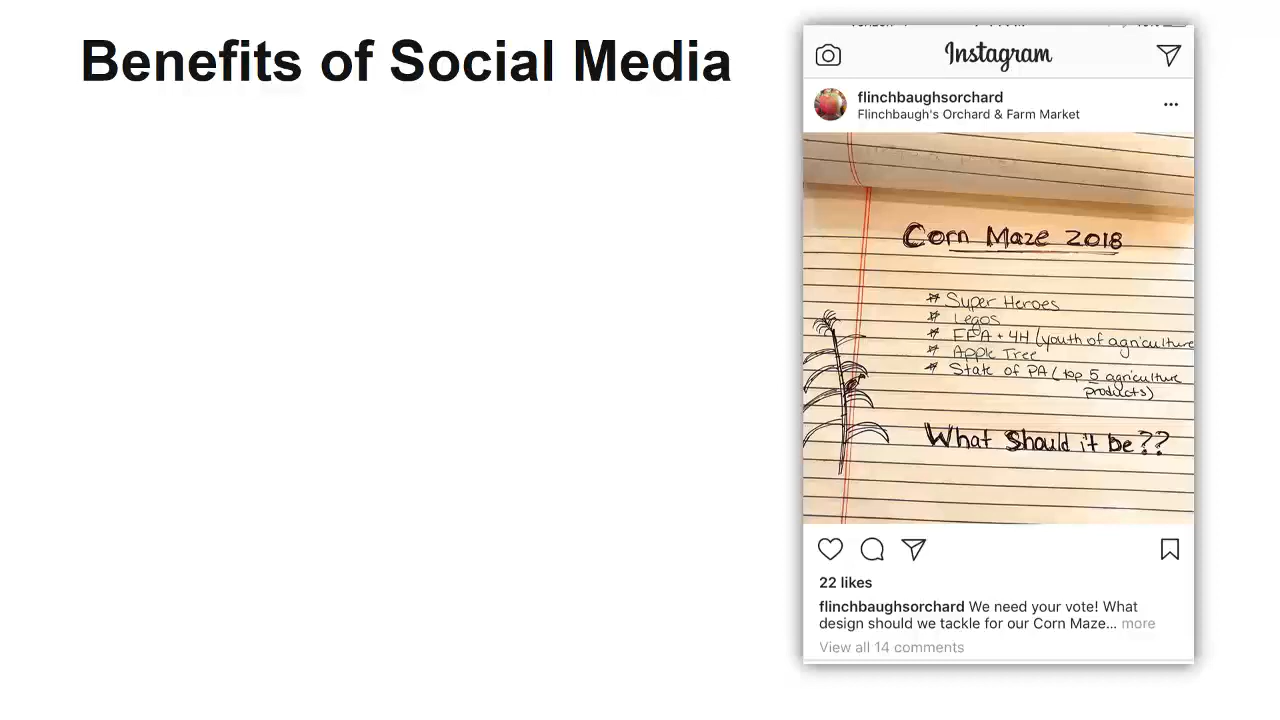 Benefits of Social Media
Instagram
flinchbaughsorchard
Flinchbaugh's Orchard & Farm Market
Corn Maze 2018
* Super Heroes
* Legos
* FFA + 4H (youth of agriculture
* Apple Tree
* State of PA (top 5 agriculture
products)
What Should it be??
22 likes
flinchbaughsorchard We need your vote! What
design should we tackle for our Corn Maze... more
View all 14 comments